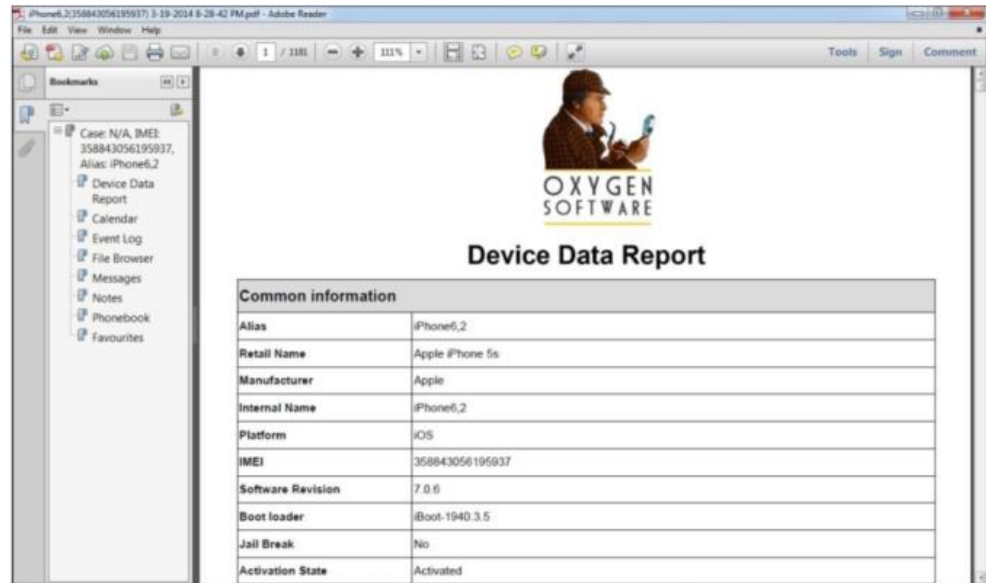 iPhone6,2(358843056195937) 3-19-2014 8-28-42 PM.pdf - Adobe Reader
File Edit View Window Help
1 / 1181 111% Tools Sign Comment
Bookmarks
Case: N/A, IMEI:
358843056195937,
Alias: iPhone6,2
Device Data
Report
Calendar
Event Log
File Browser
Messages
Notes
Phonebook
Favourites
OXYGEN
SOFTWARE
Device Data Report
Common information
Alias iPhone6,2
Retail Name Apple iPhone 5s
Manufacturer Apple
Internal Name iPhone6,2
Platform iOS
IMEI 358843056195937
Software Revision 7.0.6
Boot loader iBoot-1940.3.5
Jail Break No
Activation State Activated